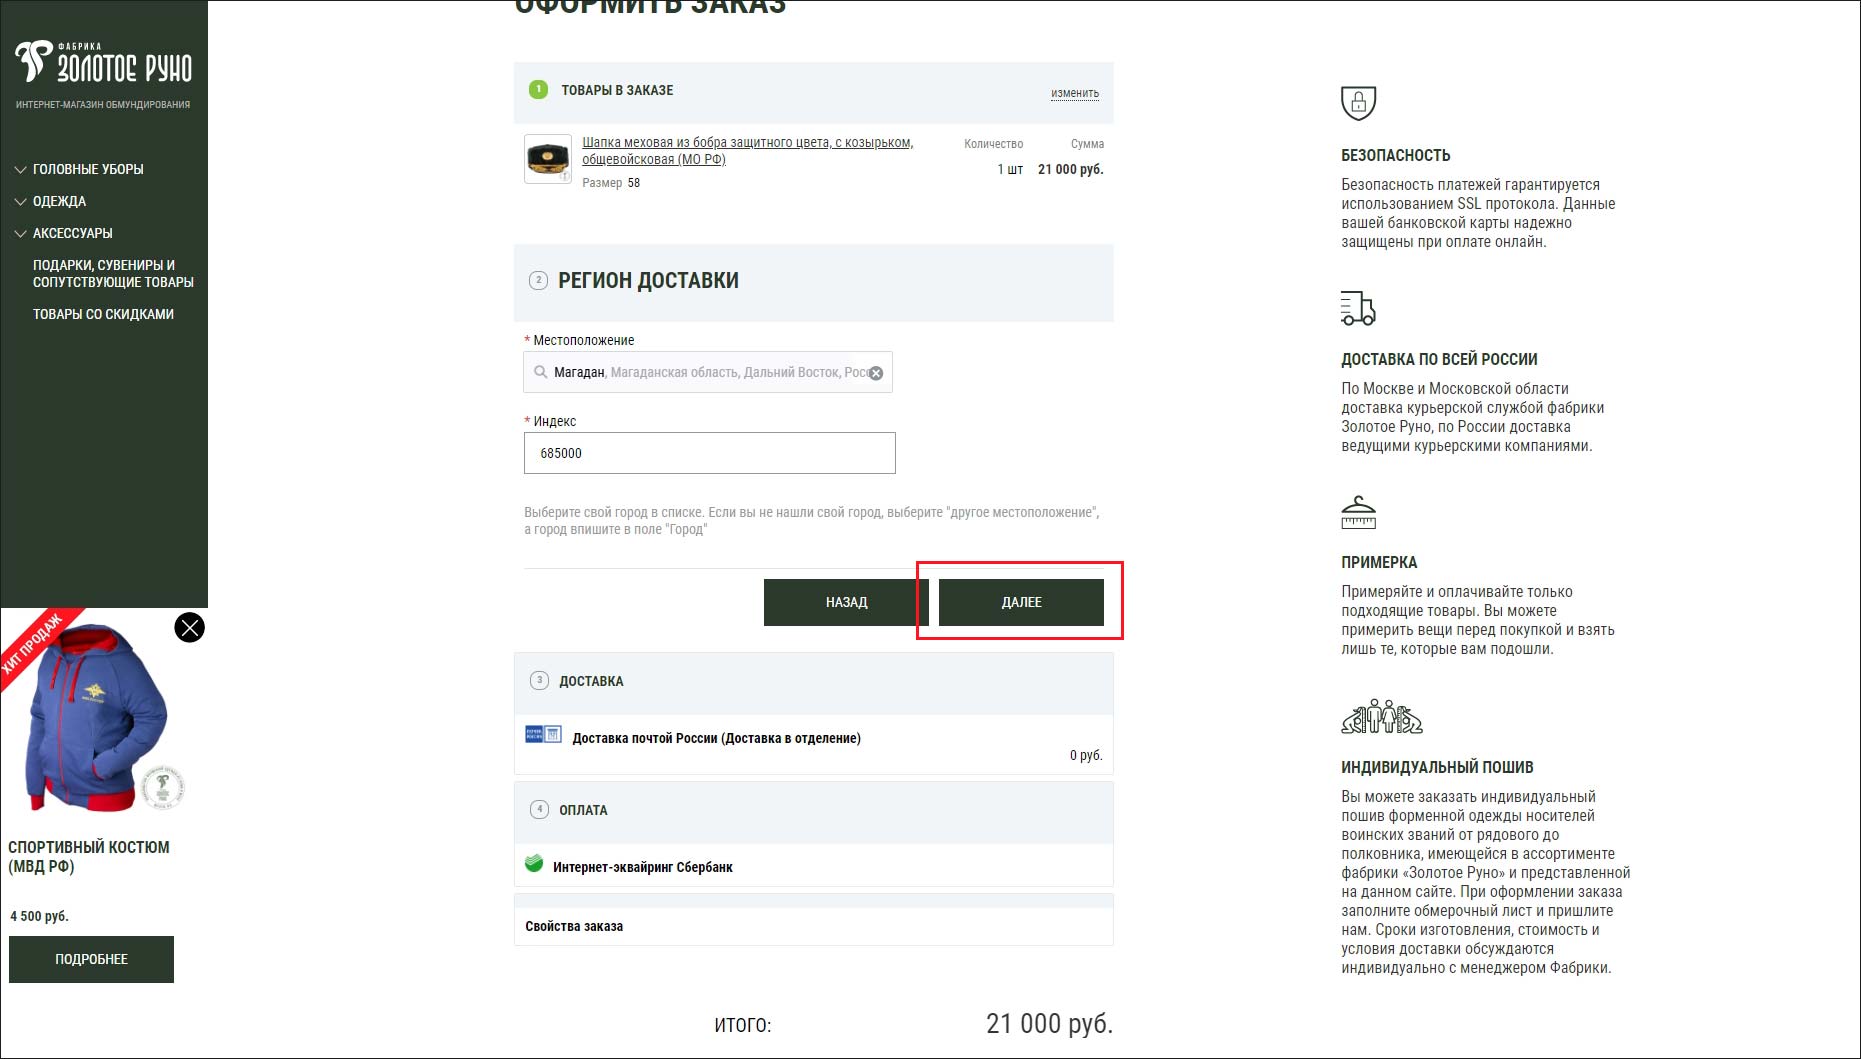 ОФОРМИТЬ ЗАКАЗ
ФАБРИКА
ЗОЛОТОЕ РУНО
ИНТЕРНЕТ-МАГАЗИН ОБМУНДИРОВАНИЯ
ГОЛОВНЫЕ УБОРЫ
ОДЕЖДА
АКСЕССУАРЫ
ПОДАРКИ, СУВЕНИРЫ И
СОПУТСТВУЮЩИЕ ТОВАРЫ
ТОВАРЫ СО СКИДКАМИ
ХИТ ПРОДАЖ
СПОРТИВНЫЙ КОСТЮМ
(МВД РФ)
4 500 руб.
ПОДРОБНЕЕ
1 ТОВАРЫ В ЗАКАЗЕ
изменить
Шапка меховая из бобра защитного цвета, с козырьком,
общевойсковая (МО РФ)
Размер 58
Количество Сумма
1 шт 21 000 руб.
2 РЕГИОН ДОСТАВКИ
* Местоположение
Магадан, Магаданская область, Дальний Восток, Росс
* Индекс
685000
Выберите свой город в списке. Если вы не нашли свой город, выберите "другое местоположение",
а город впишите в поле "Город"
НАЗАД ДАЛЕЕ
3 ДОСТАВКА
Доставка почтой России (Доставка в отделение)
0 руб.
4 ОПЛАТА
Интернет-эквайринг Сбербанк
Свойства заказа
ИТОГО: 21 000 руб.
БЕЗОПАСНОСТЬ
Безопасность платежей гарантируется
использованием SSL протокола. Данные
вашей банковской карты надежно
защищены при оплате онлайн.
ДОСТАВКА ПО ВСЕЙ РОССИИ
По Москве и Московской области
доставка курьерской службой фабрики
Золотое Руно, по России доставка
ведущими курьерскими компаниями.
ПРИМЕРКА
Примеряйте и оплачивайте только
подходящие товары. Вы можете
примерить вещи перед покупкой и взять
лишь те, которые вам подошли.
ИНДИВИДУАЛЬНЫЙ ПОШИВ
Вы можете заказать индивидуальный
пошив форменной одежды носителей
воинских званий от рядового до
полковника, имеющейся в ассортименте
фабрики «Золотое Руно» и представленной
на данном сайте. При оформлении заказа
заполните обмерочный лист и пришлите
нам. Сроки изготовления, стоимость и
условия доставки обсуждаются
индивидуально с менеджером Фабрики.